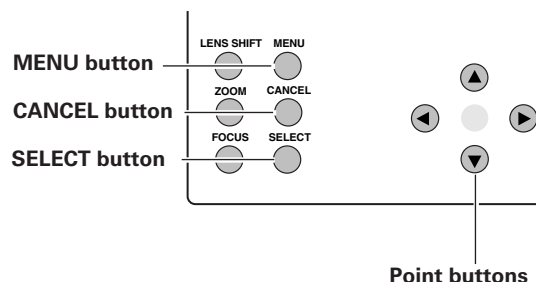 LENS SHIFT MENU
MENU button
ZOOM CANCEL
CANCEL button
FOCUS SELECT
SELECT button
Point buttons